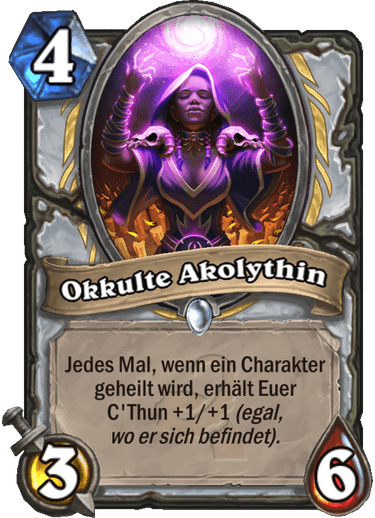 4
Okkulte Akolythin
Jedes Mal, wenn ein Charakter
geheilt wird, erhält Euer
C'Thun +1/+1 (egal,
wo er sich befindet).
3
6